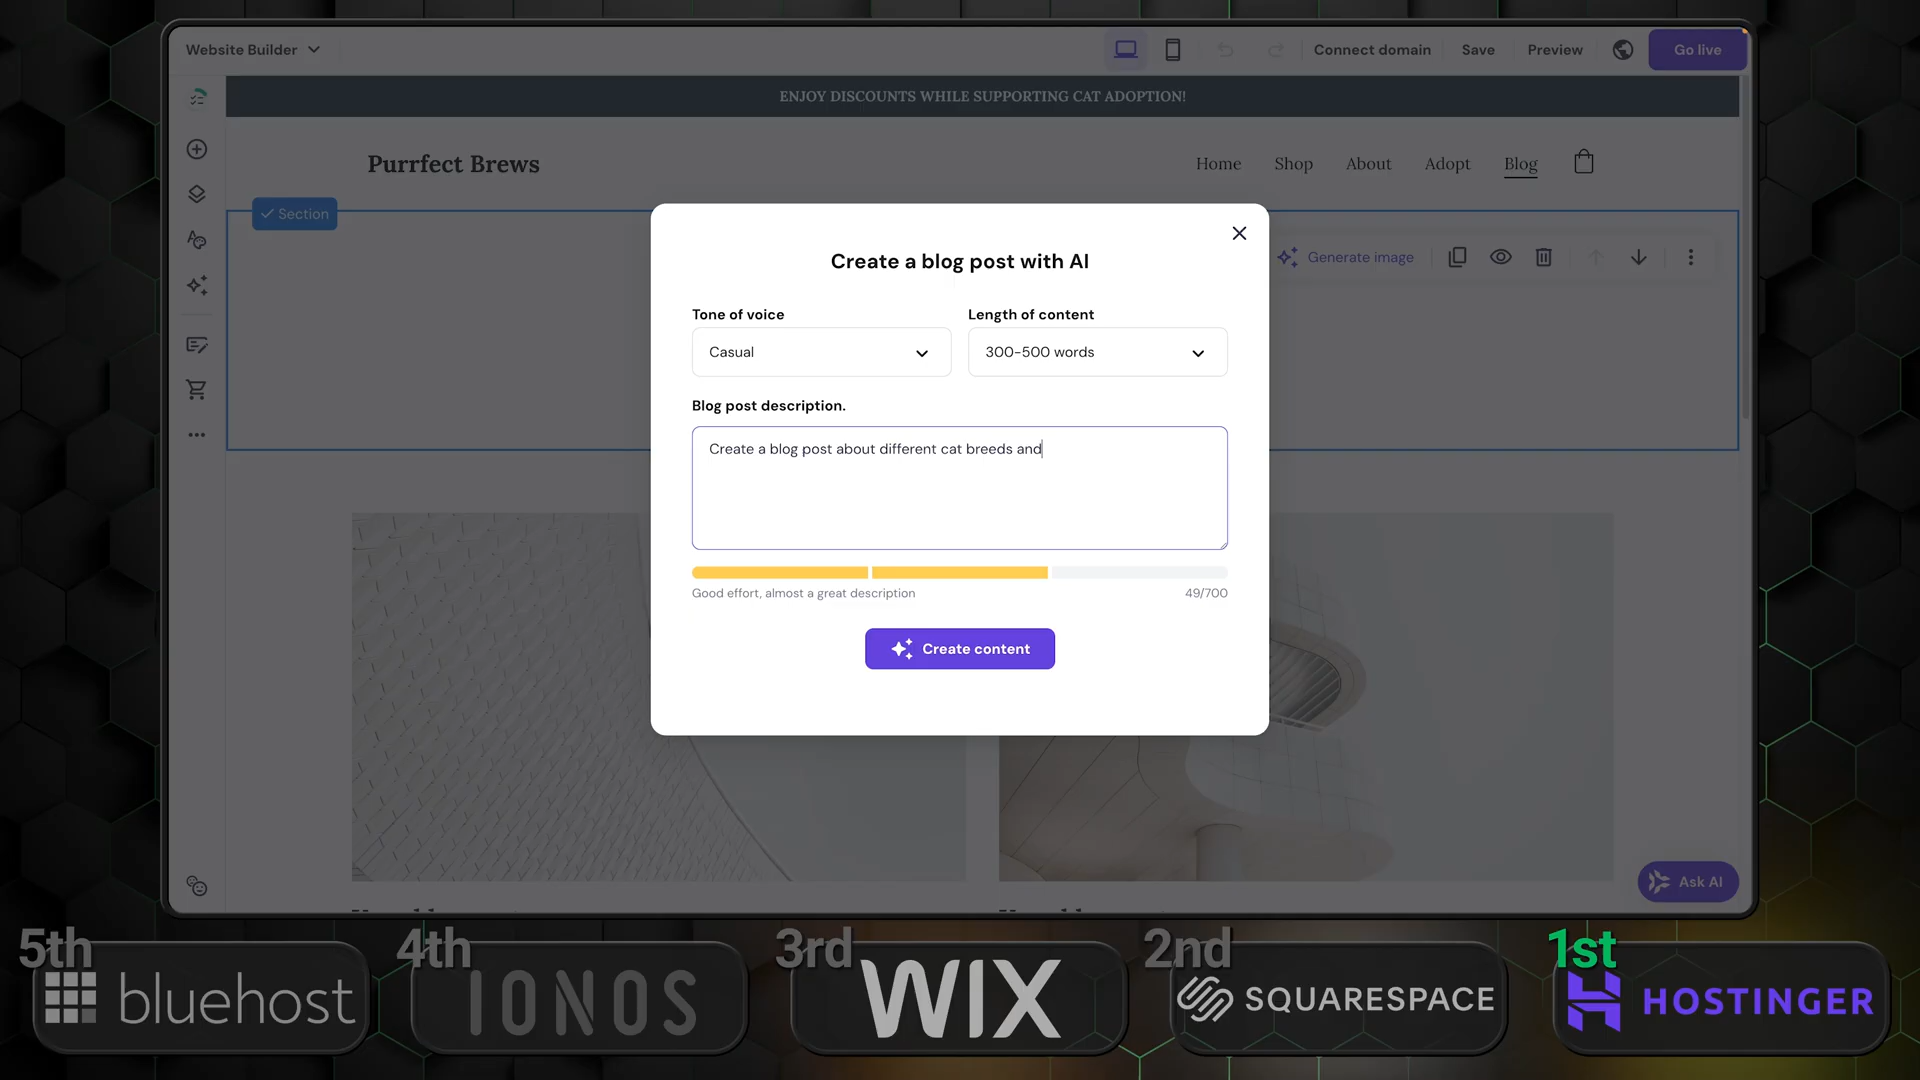 Website Builder
Connect domain
Save
Preview
Go live
ENJOY DISCOUNTS WHILE SUPPORTING CAT ADOPTION!
Purrfect Brews
Home
Shop
About
Adopt
Blog
Section
Generate image
Create a blog post with AI
Tone of voice
Length of content
Casual
300-500 words
Blog post description.
Create a blog post about different cat breeds and
Good effort, almost a great description
49/700
Create content
Ask AI
5th
bluehost
4th
IONOS
3rd
WIX
2nd
SQUARESPACE
1st
HOSTINGER